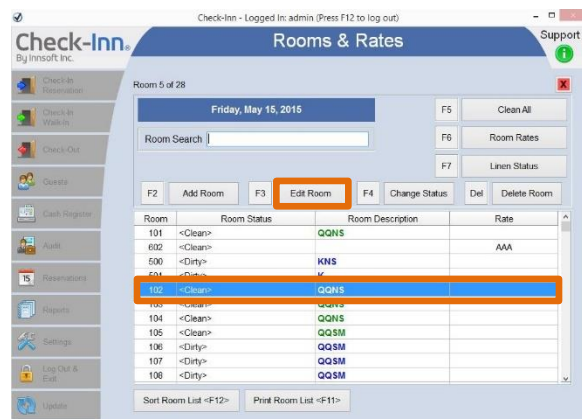 Check-Inn - Logged In: admin (Press F12 to log out)
Check-Inn®
By Innsoft Inc.
Rooms & Rates
Support
Check-In
Reservation
Check-In
Walk-In
Check-Out
Guests
Cash Register
Audit
15
Reservations
Reports
Settings
Log Out &
Exit
Update
Room 5 of 28
X
Friday, May 15, 2015
Room Search
F5 Clean All
F6 Room Rates
F7 Linen Status
F2 Add Room F3 Edit Room F4 Change Status Del Delete Room
Room Room Status Room Description Rate
101 <Clean> QQNS
602 <Clean> AAA
500 <Dirty> KNS
501 <Dirty> K
102 <Clean> QQNS
103 <Clean> QQNS
104 <Clean> QQNS
105 <Clean> QQSM
106 <Dirty> QQSM
107 <Dirty> QQSM
108 <Dirty> QQSM
Sort Room List <F12> Print Room List <F11>